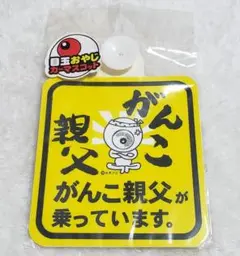 目玉おやじ
カーマスコット
がんこ
親父
がんこ親父が
乗っています。